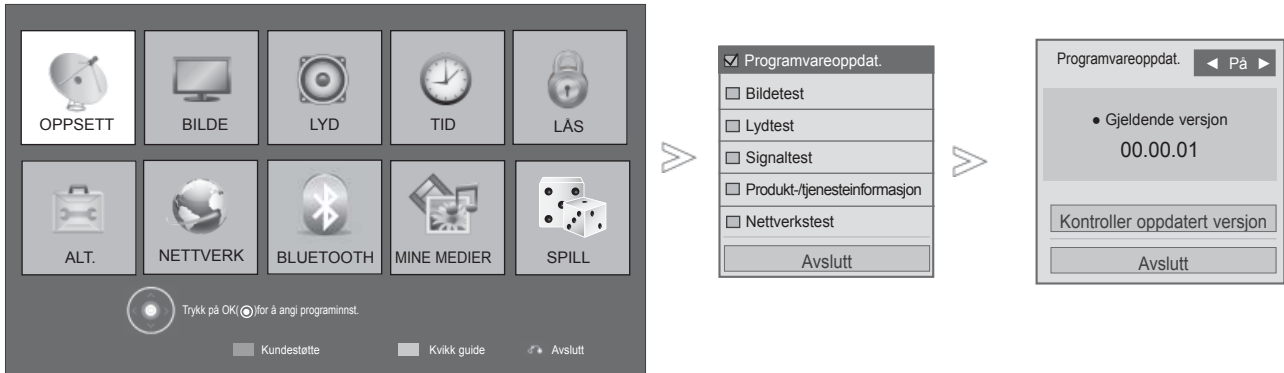 OPPSETT
BILDE
LYD
TID
LÅS
ALT.
NETTVERK
BLUETOOTH
MINE MEDIER
SPILL
Trykk på OK(◉)for å angi programinnst.
Kundestøtte
Kvikk guide
Avslutt
Programvareoppdat.
Bildetest
Lydtest
Signaltest
Produkt-/tjenesteinformasjon
Nettverkstest
Avslutt
Programvareoppdat. ◄ På ►
● Gjeldende versjon
00.00.01
Kontroller oppdatert versjon
Avslutt